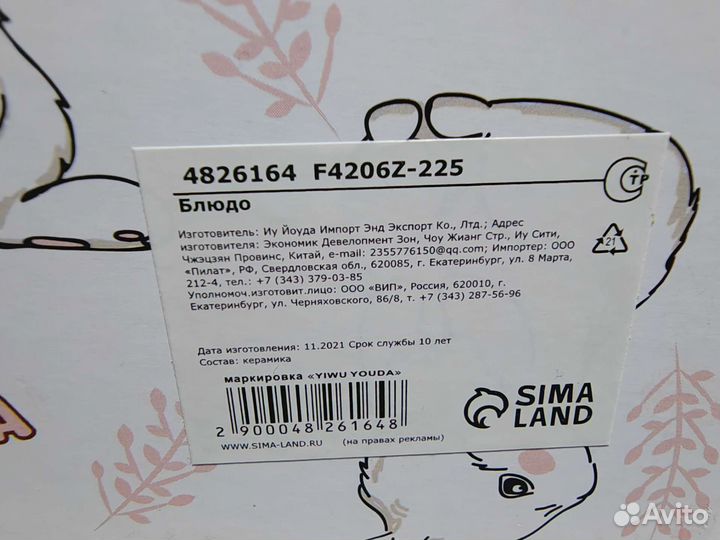 4826164 F4206Z-225
СТР
Блюдо
Изготовитель: Иу Йоуда Импорт Энд Экспорт Ко., Лтд.; Адрес
изготовителя: Экономик Девелопмент Зон, Чоу Жианг Стр., Иу Сити,
Чжэцзян Провинс, Китай, e-mail: 2355776150@qq.com; Импортер: ООО
«Пилат», РФ, Свердловская обл., 620085, г. Екатеринбург, ул. 8 Марта,
212-4, тел.: +7 (343) 379-03-85
Уполномоч.изготовит.лицо: ООО «ВИП», Россия, 620010, г.
Екатеринбург, ул. Черняховского, 86/8, т. +7 (343) 287-56-96
21
Дата изготовления: 11.2021 Срок службы 10 лет
Состав: керамика
маркировка «YIWU YOUDA»
2 900048 261648
WWW.SIMA-LAND.RU (на правах рекламы)
SIMA
LAND
А
Avito